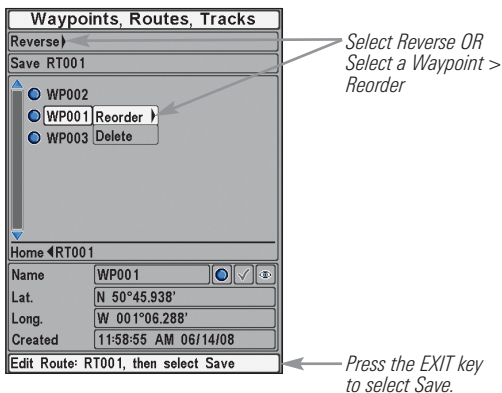 Waypoints, Routes, Tracks
Reverse
Save RT001
WP002
WP001 Reorder
WP003 Delete
Home RT001
Name WP001
Lat. N 50°45.938'
Long. W 001°06.288'
Created 11:58:55 AM 06/14/08
Edit Route: RT001, then select Save
Select Reverse OR
Select a Waypoint >
Reorder
Press the EXIT key
to select Save.